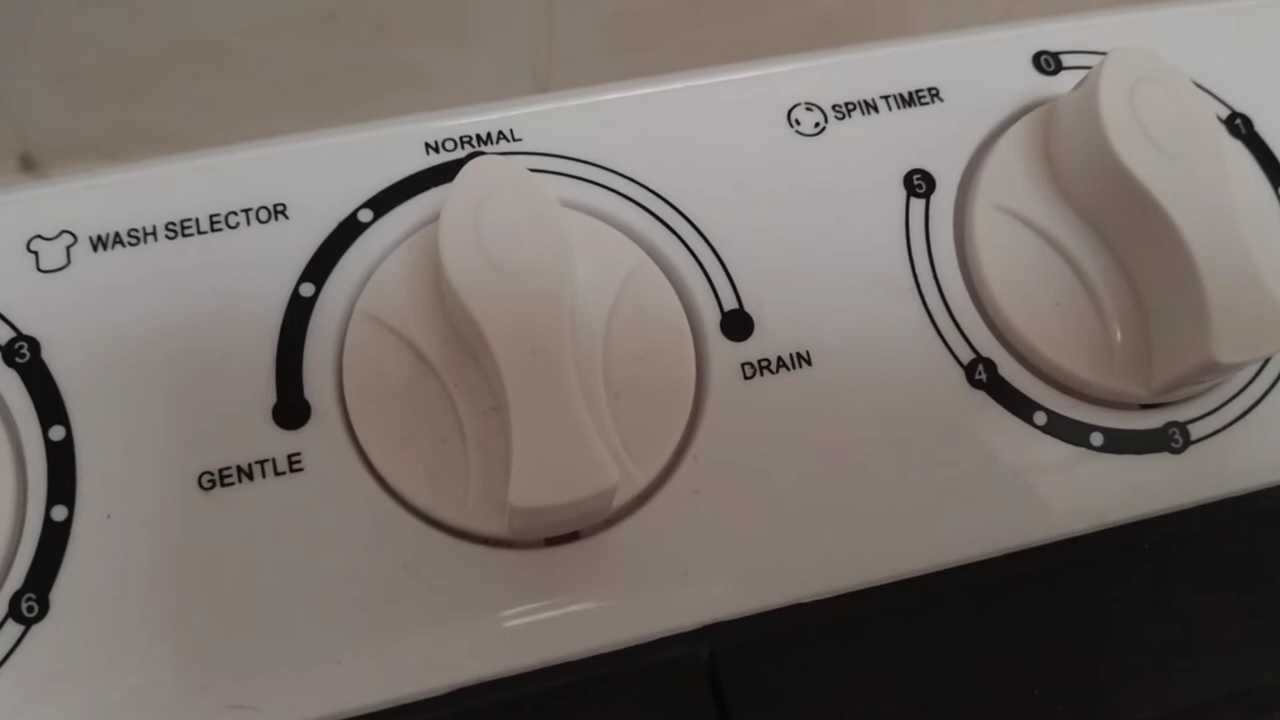 WASH SELECTOR
GENTLE
NORMAL
DRAIN
SPIN TIMER
0
1
3
4
5
3
6